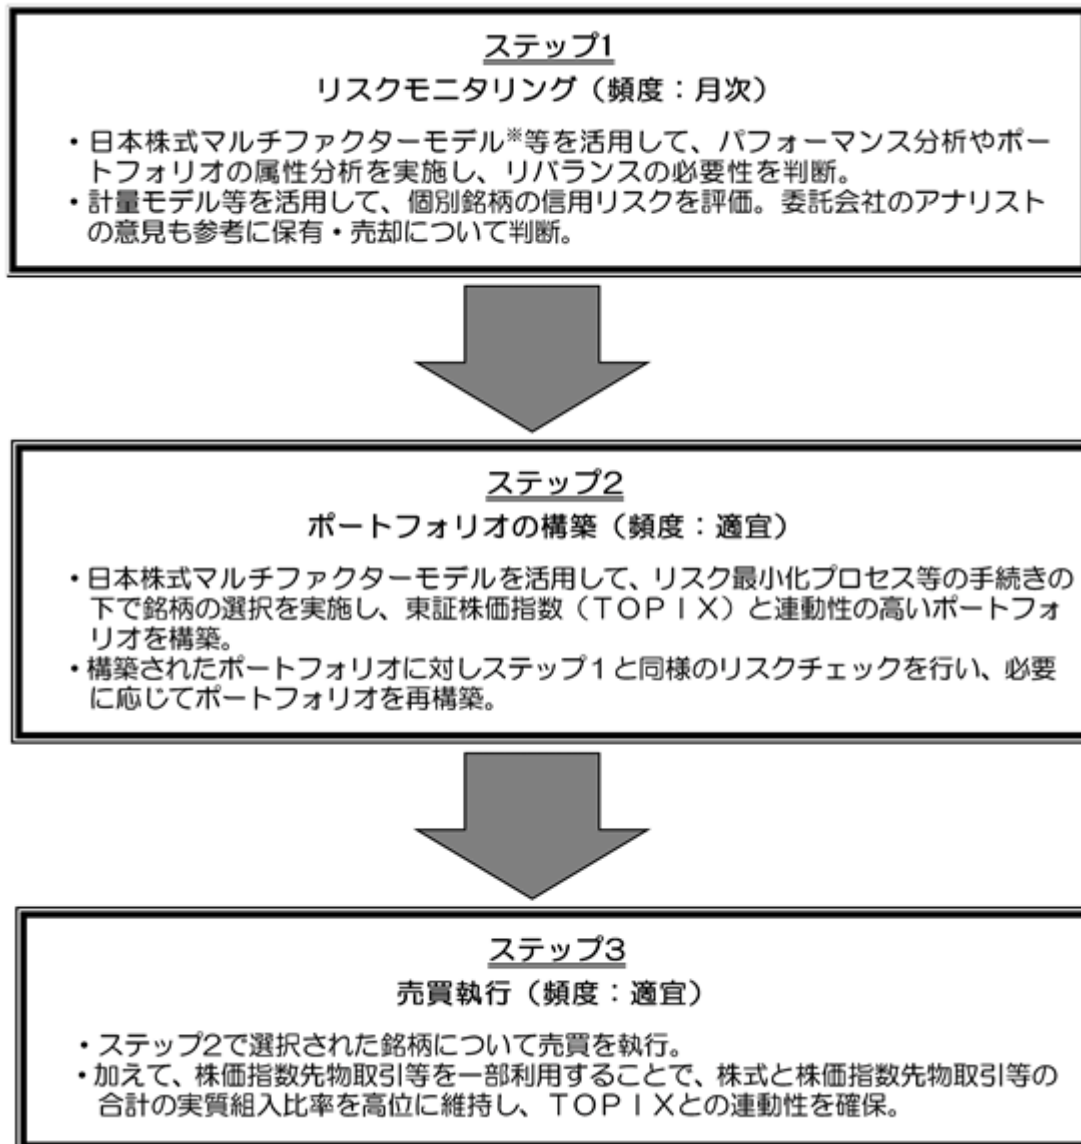 ステップ1
リスクモニタリング（頻度：月次）
・日本株式マルチファクターモデル※等を活用して、パフォーマンス分析やポー
トフォリオの属性分析を実施し、リバランスの必要性を判断。
・計量モデル等を活用して、個別銘柄の信用リスクを評価。委託会社のアナリスト
の意見も参考に保有・売却について判断。
ステップ2
ポートフォリオの構築（頻度：適宜）
・日本株式マルチファクターモデルを活用して、リスク最小化プロセス等の手続きの
下で銘柄の選択を実施し、東証株価指数（ＴＯＰＩＸ）と連動性の高いポートフォ
リオを構築。
・構築されたポートフォリオに対しステップ１と同様のリスクチェックを行い、必要
に応じてポートフォリオを再構築。
ステップ3
売買執行（頻度：適宜）
・ステップ2で選択された銘柄について売買を執行。
・加えて、株価指数先物取引等を一部利用することで、株式と株価指数先物取引等の
合計の実質組入比率を高位に維持し、ＴＯＰＩＸとの連動性を確保。